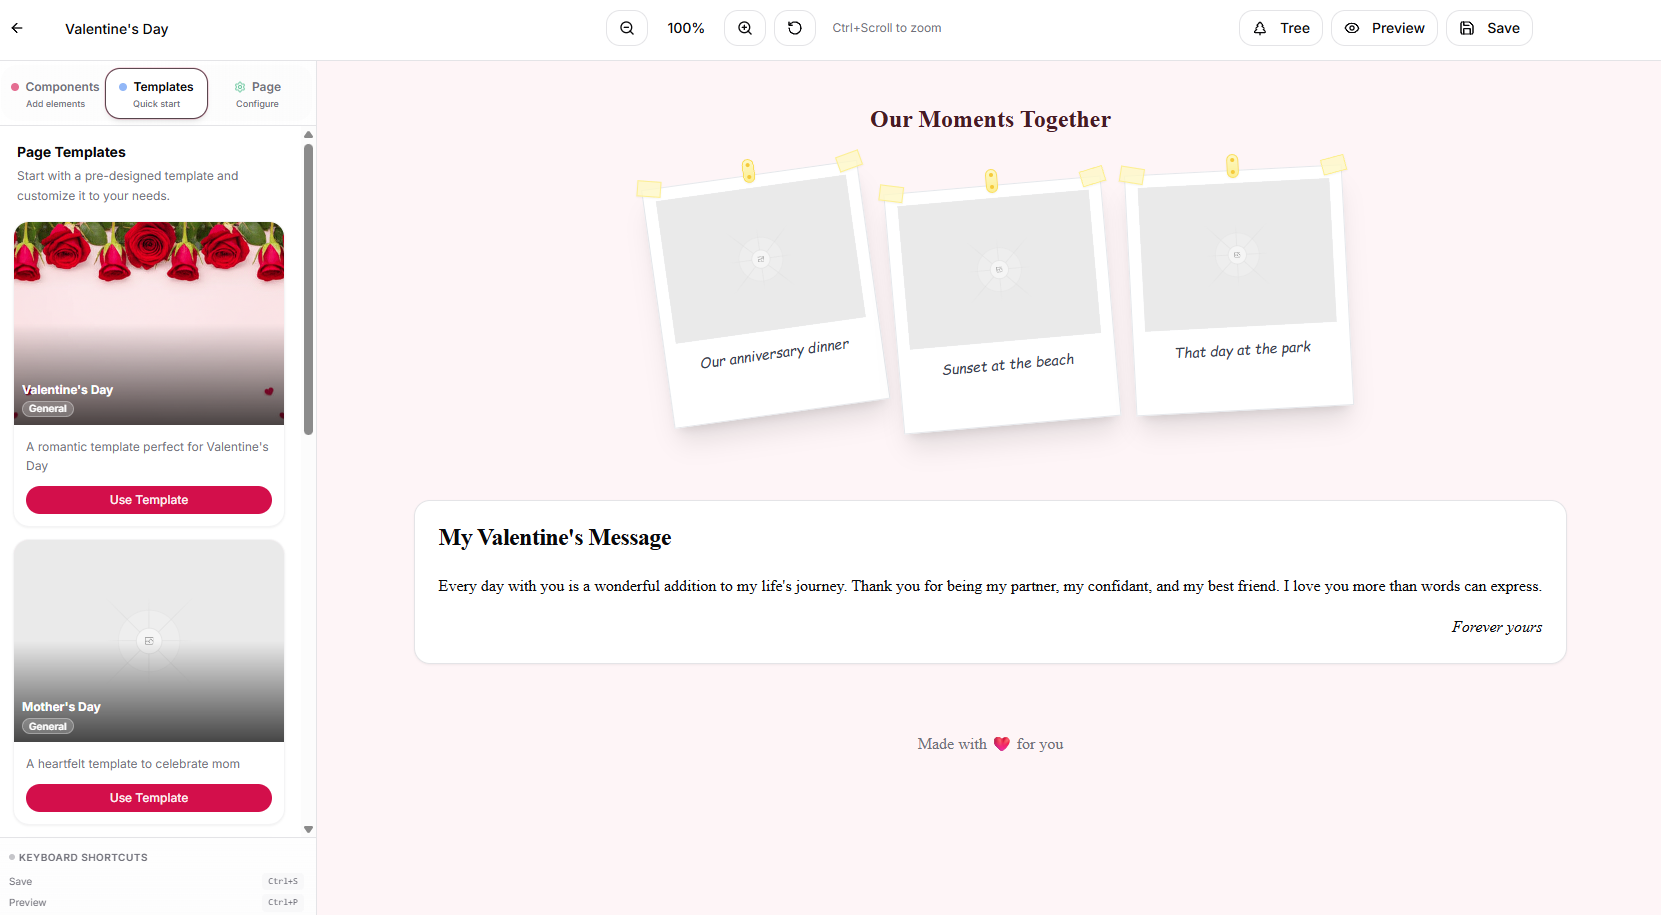 Valentine's Day
100%
Ctrl+Scroll to zoom
Tree
Preview
Save
Components
Add elements
Templates
Quick start
Page
Configure
Page Templates
Start with a pre-designed template and
customize it to your needs.
Valentine's Day
General
A romantic template perfect for Valentine's
Day
Use Template
Mother's Day
General
A heartfelt template to celebrate mom
Use Template
KEYBOARD SHORTCUTS
Save Ctrl+S
Preview Ctrl+P
Our Moments Together
Our anniversary dinner
Sunset at the beach
That day at the park
My Valentine's Message
Every day with you is a wonderful addition to my life's journey. Thank you for being my partner, my confidant, and my best friend. I love you more than words can express.
Forever yours
Made with ❤️ for you